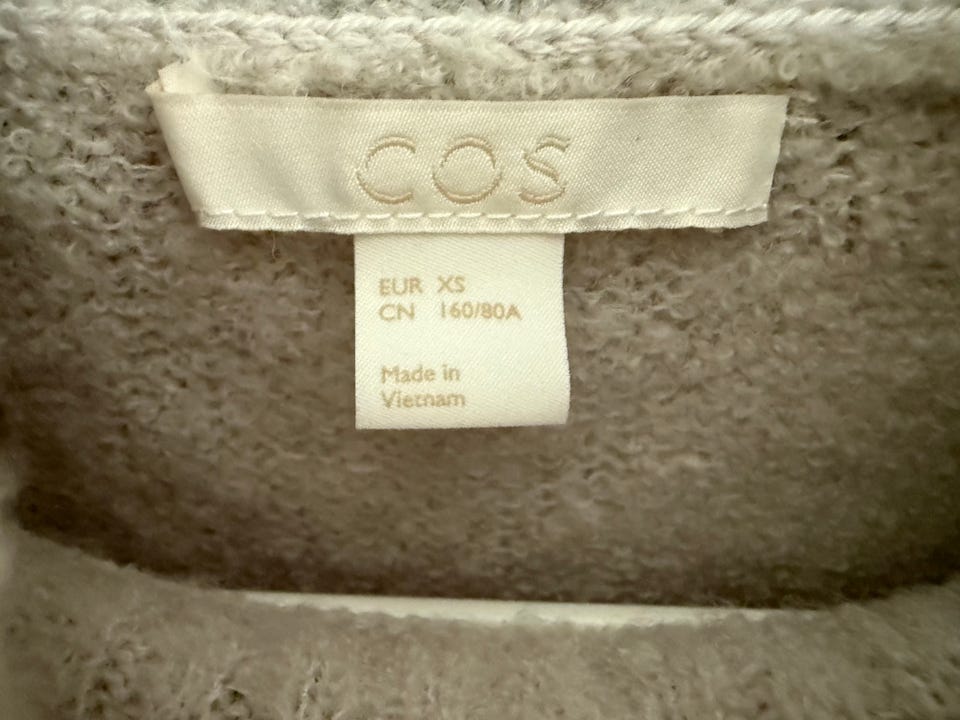 COS
EUR XS
CN 160/80A
Made in
Vietnam